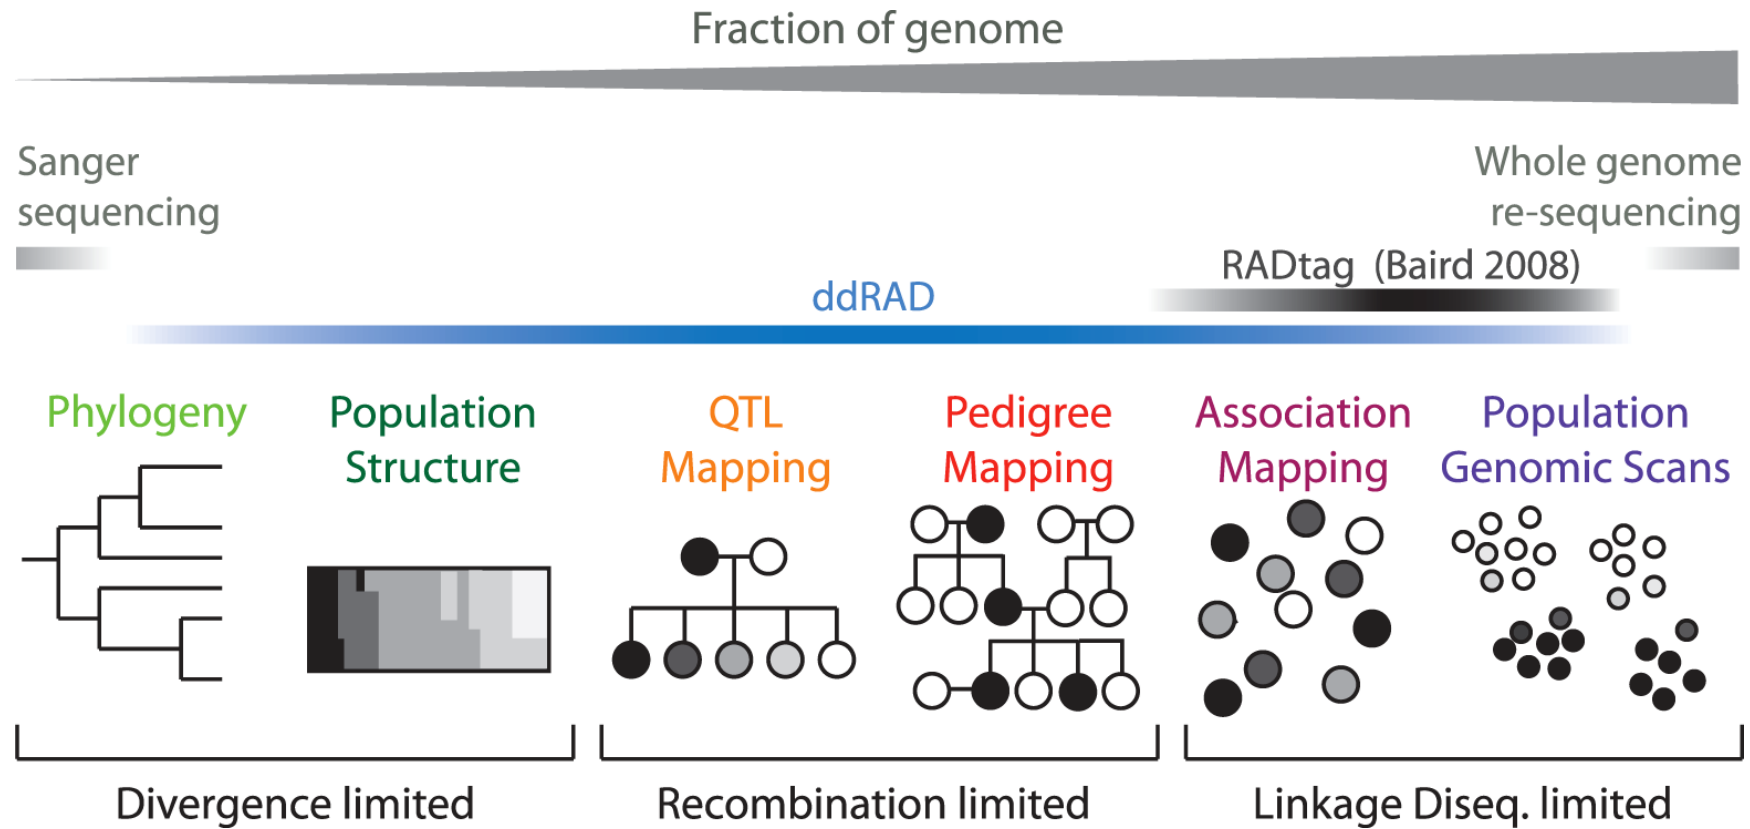 Fraction of genome
Sanger
sequencing
Whole genome
re-sequencing
RADtag (Baird 2008)
ddRAD
Phylogeny
Population
Structure
QTL
Mapping
Pedigree
Mapping
Association
Mapping
Population
Genomic Scans
Divergence limited
Recombination limited
Linkage Diseq. limited